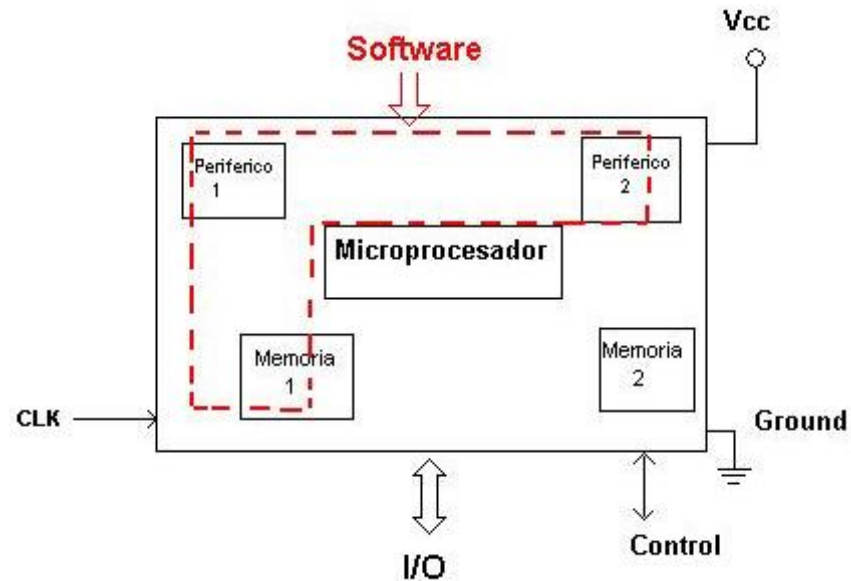 Vcc
Software
Periferico
1
Periferico
2
Microprocesador
Memoria
1
Memoria
2
CLK
Ground
Control
I/O